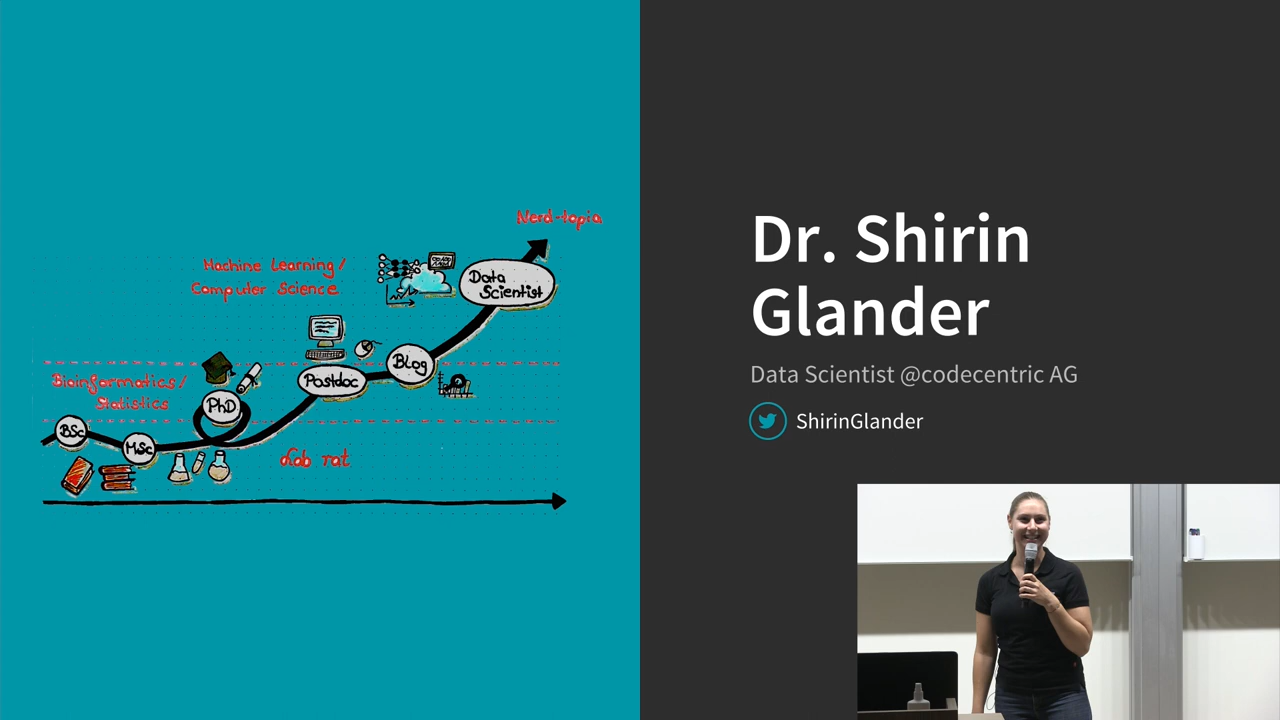 Nerd-topia
Machine Learning/
Computer Science
Data
Scientist
Blog
Postdoc
Bioinformatics/
Statistics
PhD
BSc
MSc
Lab rat
Dr. Shirin
Glander
Data Scientist @codecentric AG
ShirinGlander